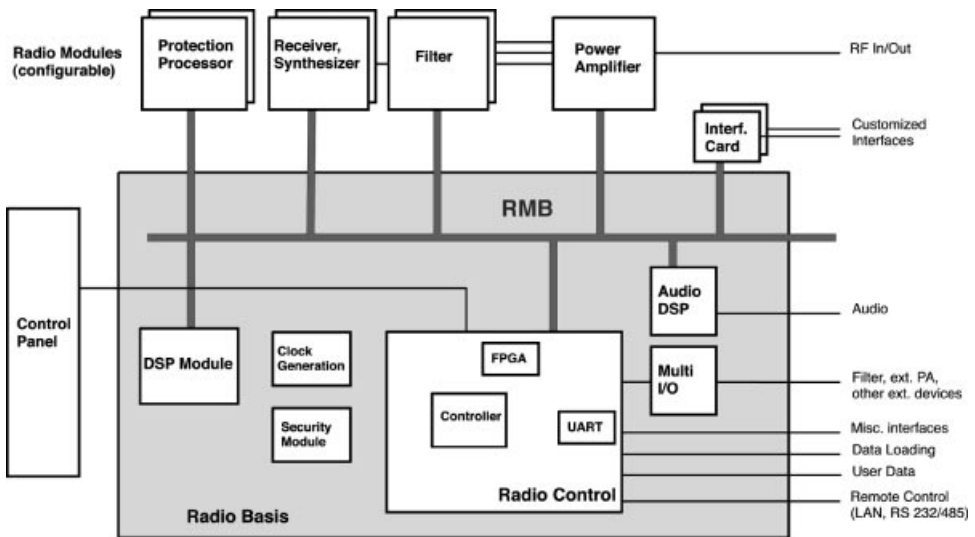 Radio Modules
(configurable)
Protection
Processor
Receiver,
Synthesizer
Filter
Power
Amplifier
RF In/Out
Interf.
Card
Customized
Interfaces
RMB
Control
Panel
DSP Module
Clock
Generation
Security
Module
FPGA
Controller
UART
Radio Control
Audio
DSP
Audio
Multi
I/O
Filter, ext. PA,
other ext. devices
Misc. interfaces
Data Loading
User Data
Remote Control
(LAN, RS 232/485)
Radio Basis